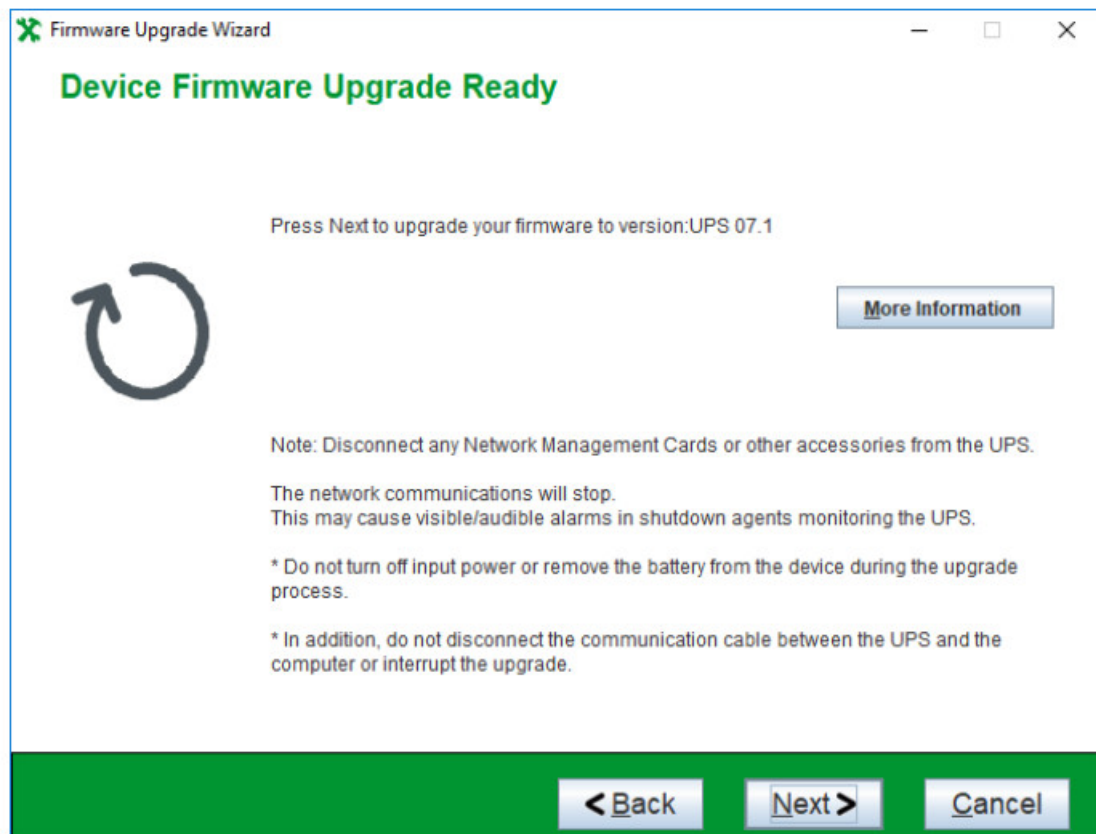 Firmware Upgrade Wizard
Device Firmware Upgrade Ready
Press Next to upgrade your firmware to version:UPS 07.1
More Information
Note: Disconnect any Network Management Cards or other accessories from the UPS.
The network communications will stop.
This may cause visible/audible alarms in shutdown agents monitoring the UPS.
* Do not turn off input power or remove the battery from the device during the upgrade
process.
* In addition, do not disconnect the communication cable between the UPS and the
computer or interrupt the upgrade.
< Back Next > Cancel